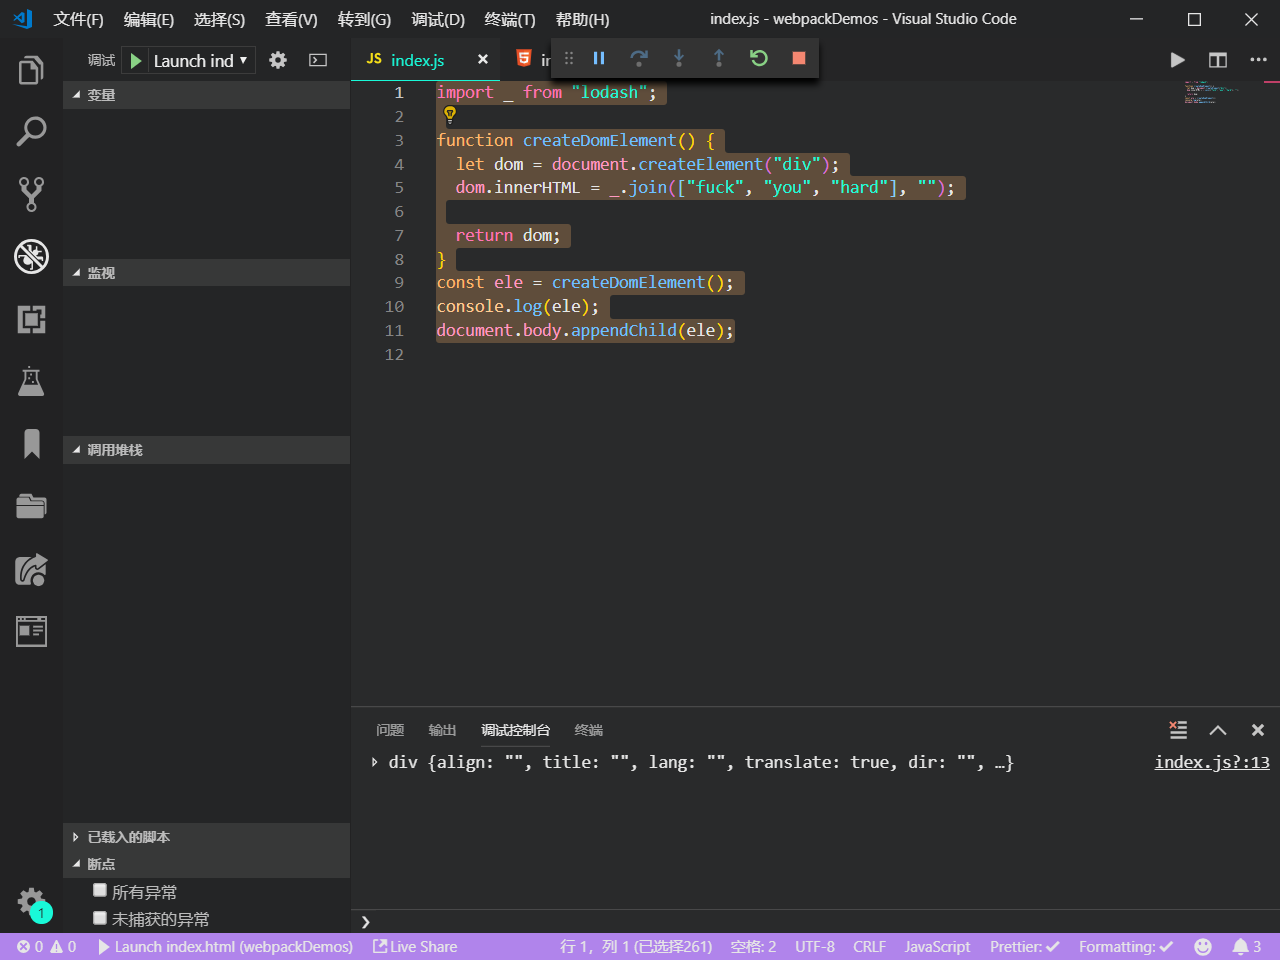 文件(F) 编辑(E) 选择(S) 查看(V) 转到(G) 调试(D) 终端(T) 帮助(H) index.js - webpackDemos - Visual Studio Code
调试 Launch ind
JS index.js
变量
监视
调用堆栈
已载入的脚本
断点
所有异常
未捕获的异常
1 import _ from "lodash";
2
3 function createDomElement() {
4 let dom = document.createElement("div");
5 dom.innerHTML = _.join(["fuck", "you", "hard"], "");
6
7 return dom;
8 }
9 const ele = createDomElement();
10 console.log(ele);
11 document.body.appendChild(ele);
12
问题 输出 调试控制台 终端
div {align: "", title: "", lang: "", translate: true, dir: "", …} index.js?:13
❯
1
0 0 Launch index.html (webpackDemos) Live Share 行 1，列 1 (已选择261) 空格: 2 UTF-8 CRLF JavaScript Prettier: ✓ Formatting: ✓ 3